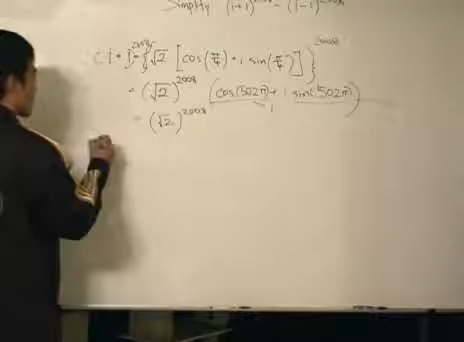 Simplify (1+i)²⁰⁰⁸ - (1-i)²⁰⁰⁸
(1+i)²⁰⁰⁸ = {√2 [cos(π/4) + i sin(π/4)]}²⁰⁰⁸
= (√2)²⁰⁰⁸ (cos(502π) + i sin(502π))
1
= (√2)²⁰⁰⁸